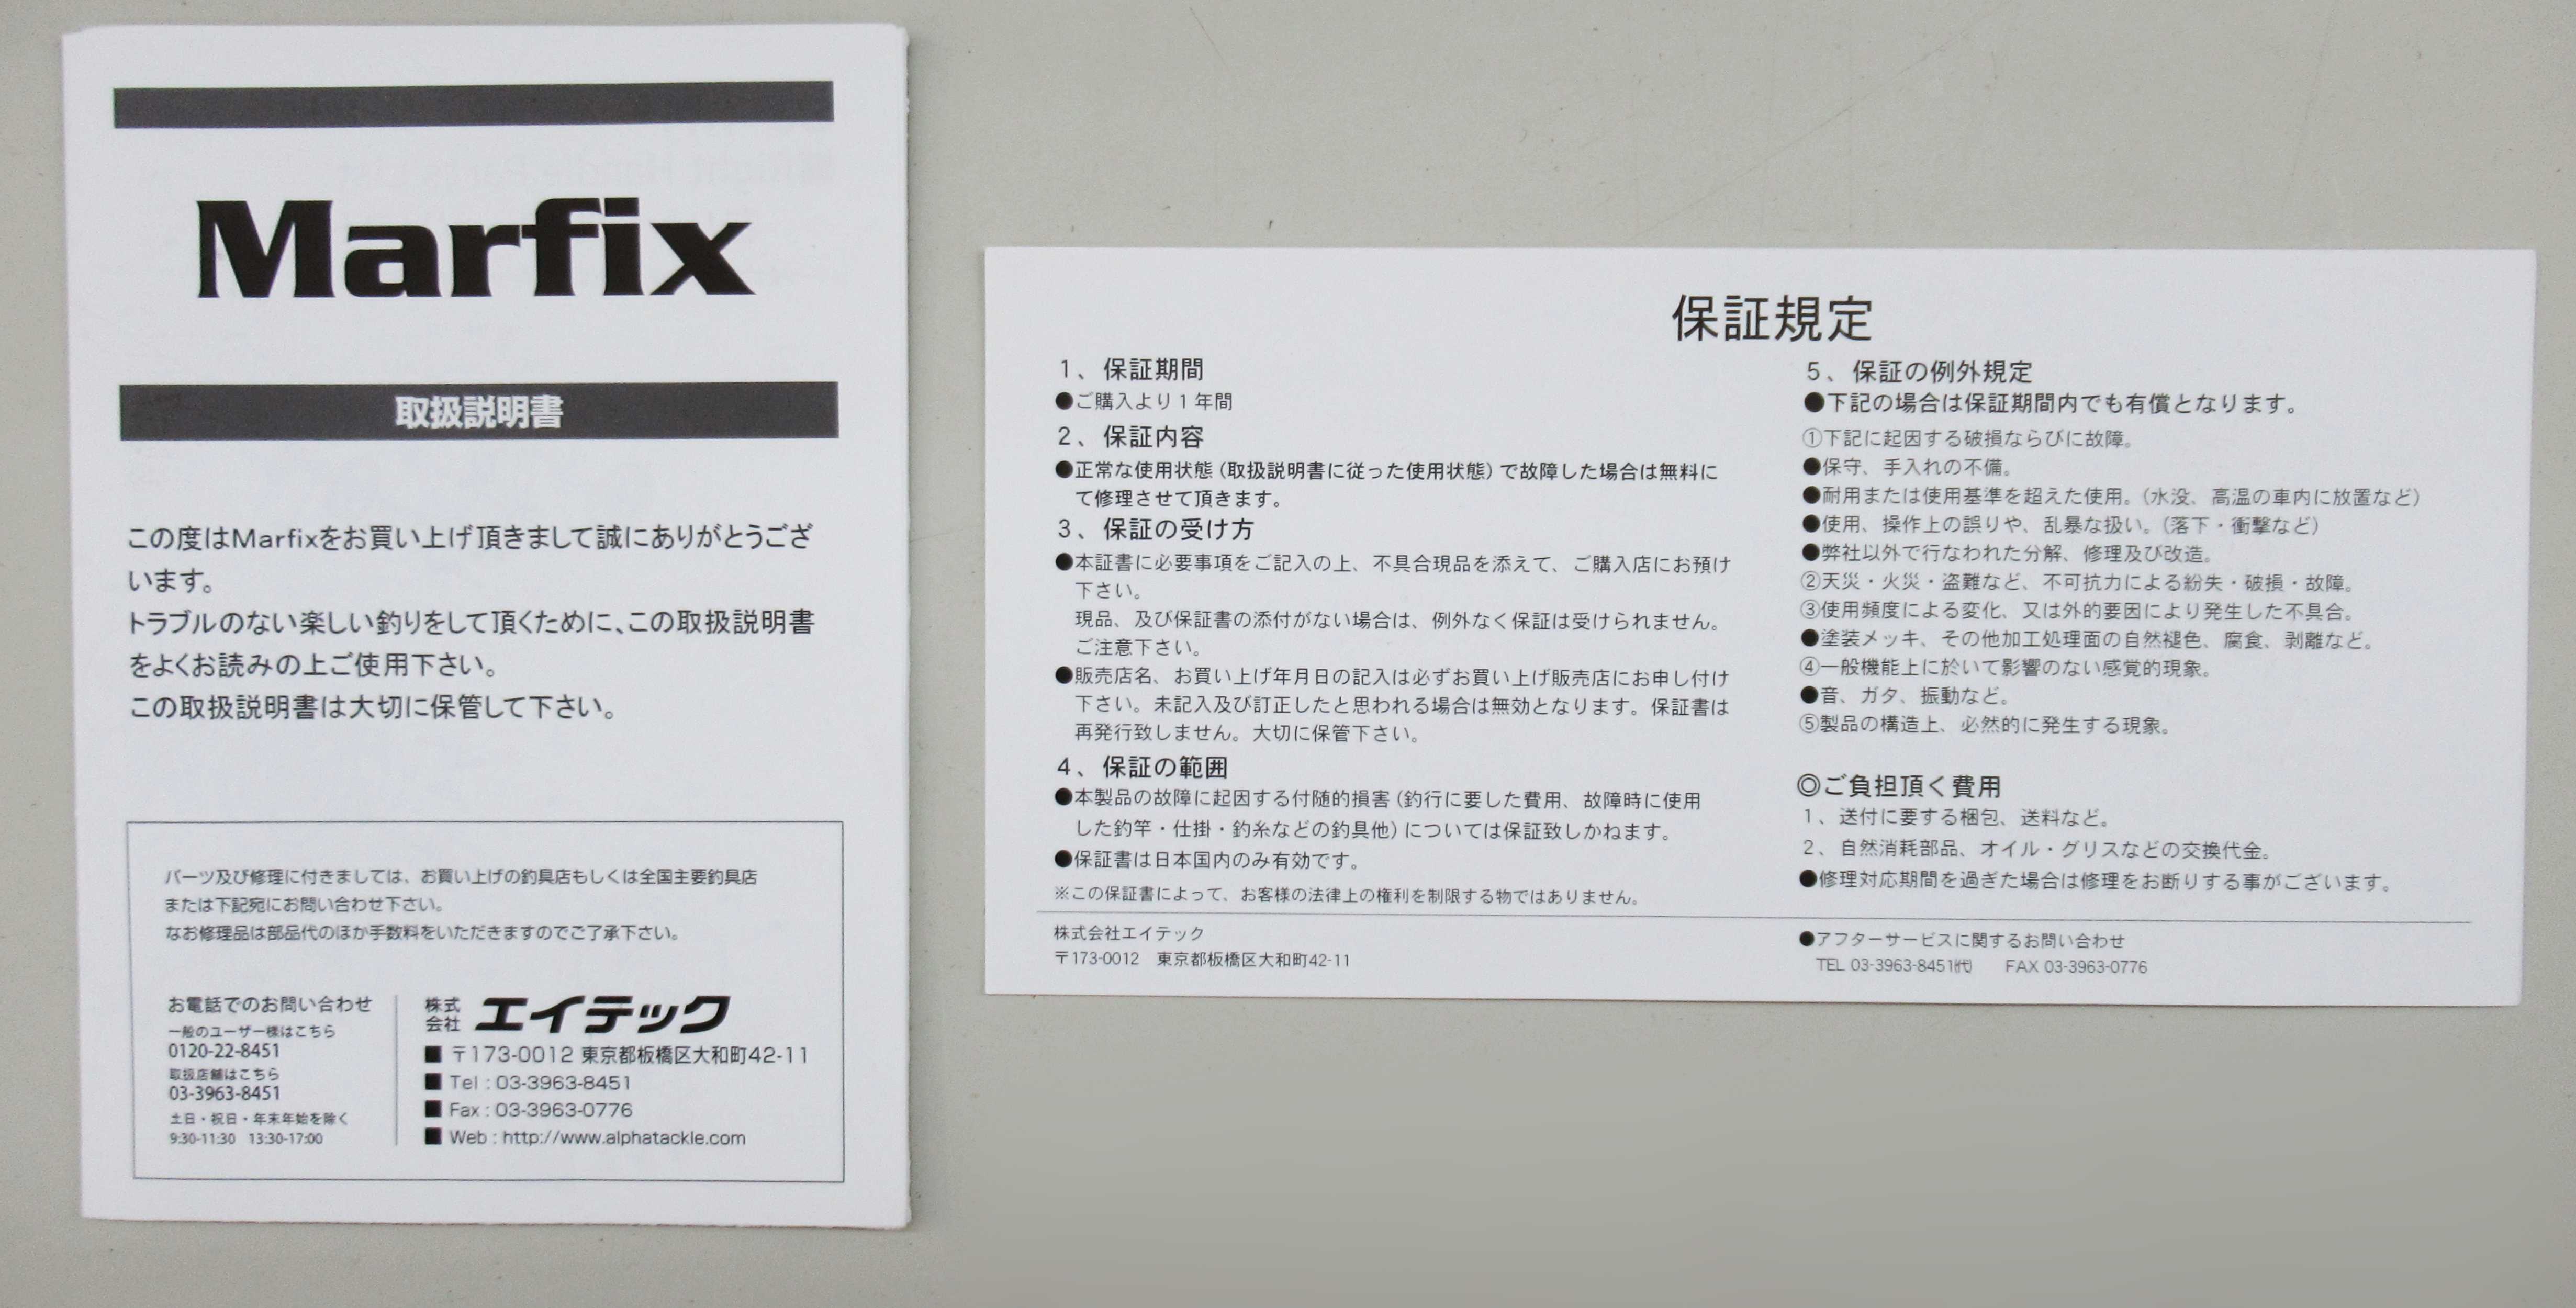 Marfix
取扱説明書
この度はMarfixをお買い上げ頂きまして誠にありがとうござ
います。
トラブルのない楽しい釣りをして頂くために、この取扱説明書
をよくお読みの上ご使用下さい。
この取扱説明書は大切に保管して下さい。
パーツ及び修理に付きましては、お買い上げの釣具店もしくは全国主要釣具店
または下記宛にお問い合わせ下さい。
なお修理品は部品代のほか手数料をいただきますのでご了承下さい。
お電話でのお問い合わせ
一般のユーザー様はこちら
0120-22-8451
取扱店舗はこちら
03-3963-8451
土日・祝日・年末年始を除く
9:30-11:30 13:30-17:00
株式会社 エイテック
■ 〒173-0012 東京都板橋区大和町42-11
■ Tel : 03-3963-8451
■ Fax : 03-3963-0776
■ Web : http://www.alphatackle.com
保証規定
1、保証期間
●ご購入より1年間
2、保証内容
●正常な使用状態(取扱説明書に従った使用状態)で故障した場合は無料に
て修理させて頂きます。
3、保証の受け方
●本証書に必要事項をご記入の上、不具合現品を添えて、ご購入店にお預け
下さい。
現品、及び保証書の添付がない場合は、例外なく保証は受けられません。
ご注意下さい。
●販売店名、お買い上げ年月日の記入は必ずお買い上げ販売店にお申し付け
下さい。未記入及び訂正したと思われる場合は無効となります。保証書は
再発行致しません。大切に保管下さい。
4、保証の範囲
●本製品の故障に起因する付随的損害(釣行に要した費用、故障時に使用
した釣竿・仕掛・釣糸などの釣具他)については保証致しかねます。
●保証書は日本国内のみ有効です。
※この保証書によって、お客様の法律上の権利を制限する物ではありません。
5、保証の例外規定
●下記の場合は保証期間内でも有償となります。
①下記に起因する破損ならびに故障。
●保守、手入れの不備。
●耐用または使用基準を超えた使用。(水没、高温の車内に放置など)
●使用、操作上の誤りや、乱暴な扱い。(落下・衝撃など)
●弊社以外で行なわれた分解、修理及び改造。
②天災・火災・盗難など、不可抗力による紛失・破損・故障。
③使用頻度による変化、又は外的要因により発生した不具合。
●塗装メッキ、その他加工処理面の自然褪色、腐食、剥離など。
④一般機能上に於いて影響のない感覚的現象。
●音、ガタ、振動など。
⑤製品の構造上、必然的に発生する現象。
◎ご負担頂く費用
1、送付に要する梱包、送料など。
2、自然消耗部品、オイル・グリスなどの交換代金。
●修理対応期間を過ぎた場合は修理をお断りする事がございます。
株式会社エイテック
〒173-0012 東京都板橋区大和町42-11
●アフターサービスに関するお問い合わせ
TEL 03-3963-8451㈹ FAX 03-3963-0776